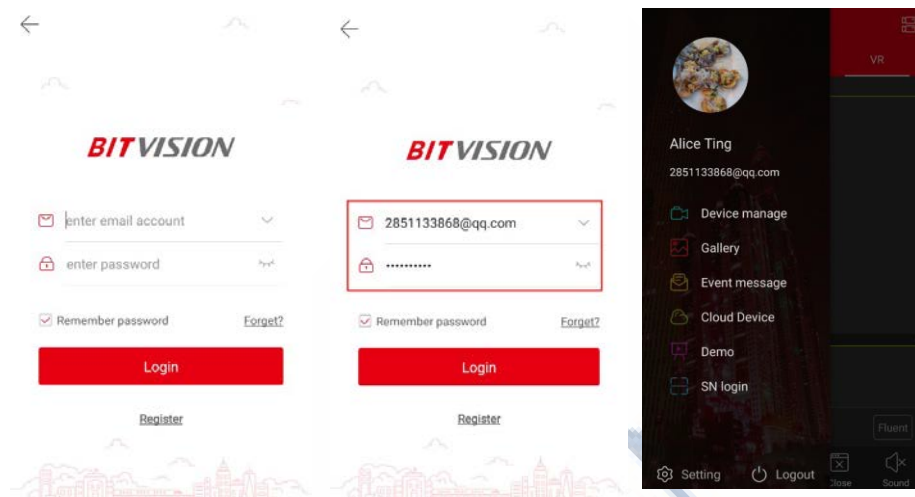 BITVISION
enter email account
enter password
Remember password
Forget?
Login
Register
BITVISION
2851133868@qq.com
••••••••••
Remember password
Forget?
Login
Register
VR
Alice Ting
2851133868@qq.com
Device manage
Gallery
Event message
Cloud Device
Demo
SN login
Fluent
Setting
Logout
Close
Sound